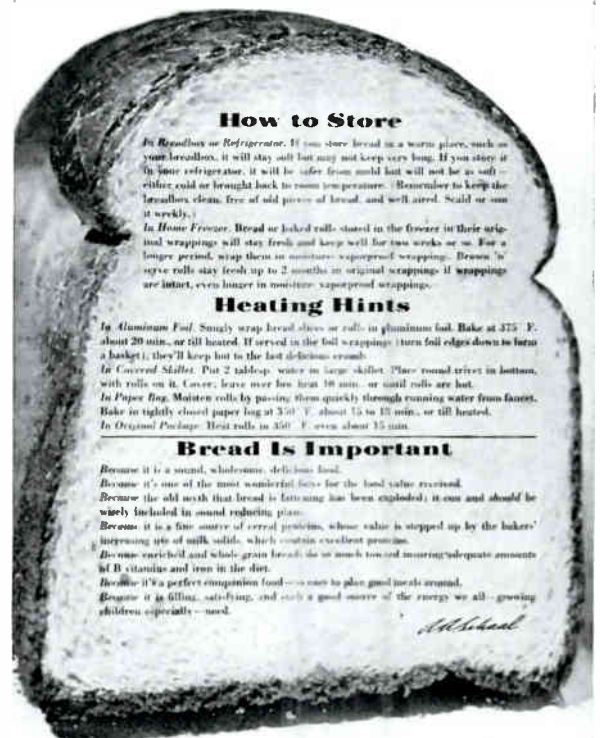 How to Store
In Breadbox or Refrigerator. If you store bread in a warm place, such as
your breadbox, it will stay soft but may not keep very long. If you store it
in your refrigerator, it will be safer from mold but will not be as soft—
either cold or brought back to room temperature. (Remember to keep the
breadbox clean, free of old pieces of bread, and well aired. Scald or sun
it weekly.)
In Home Freezer. Bread or baked rolls stored in the freezer in their orig-
inal wrappings will stay fresh and keep well for two weeks or so. For a
longer period, wrap them in moisture-vaporproof wrapping. Brown 'n'
serve rolls stay fresh up to 2 months in original wrappings if wrappings
are intact, even longer in moisture-vaporproof wrappings.
Heating Hints
In Aluminum Foil. Snugly wrap bread slices or rolls in aluminum foil. Bake at 375° F.
about 20 min., or till heated. If served in the foil wrappings (turn foil edges down to form
a basket), they'll keep hot to the last delicious crumb.
In Covered Skillet. Put 2 tablesp. water in large skillet. Place round trivet in bottom,
with rolls on it. Cover; leave over low heat 10 min., or until rolls are hot.
In Paper Bag. Moisten rolls by passing them quickly through running water from faucet.
Bake in tightly closed paper bag at 350° F. about 15 to 18 min., or till heated.
In Original Package. Heat rolls in 350° F. oven about 15 min.
Bread Is Important
Because it is a sound, wholesome, delicious food.
Because it's one of the most wonderful buys for the food value received.
Because the old myth that bread is fattening has been exploded; it can and should be
wisely included in sound reducing plans.
Because it is a fine source of cereal proteins, whose value is stepped up by the bakers'
increasing use of milk solids, which contain excellent proteins.
Because enriched and whole grain breads do so much toward insuring adequate amounts
of B vitamins and iron in the diet.
Because it's a perfect companion food—so easy to plan good meals around.
Because it is filling, satisfying, and such a good source of the energy we all—growing
children especially—need.